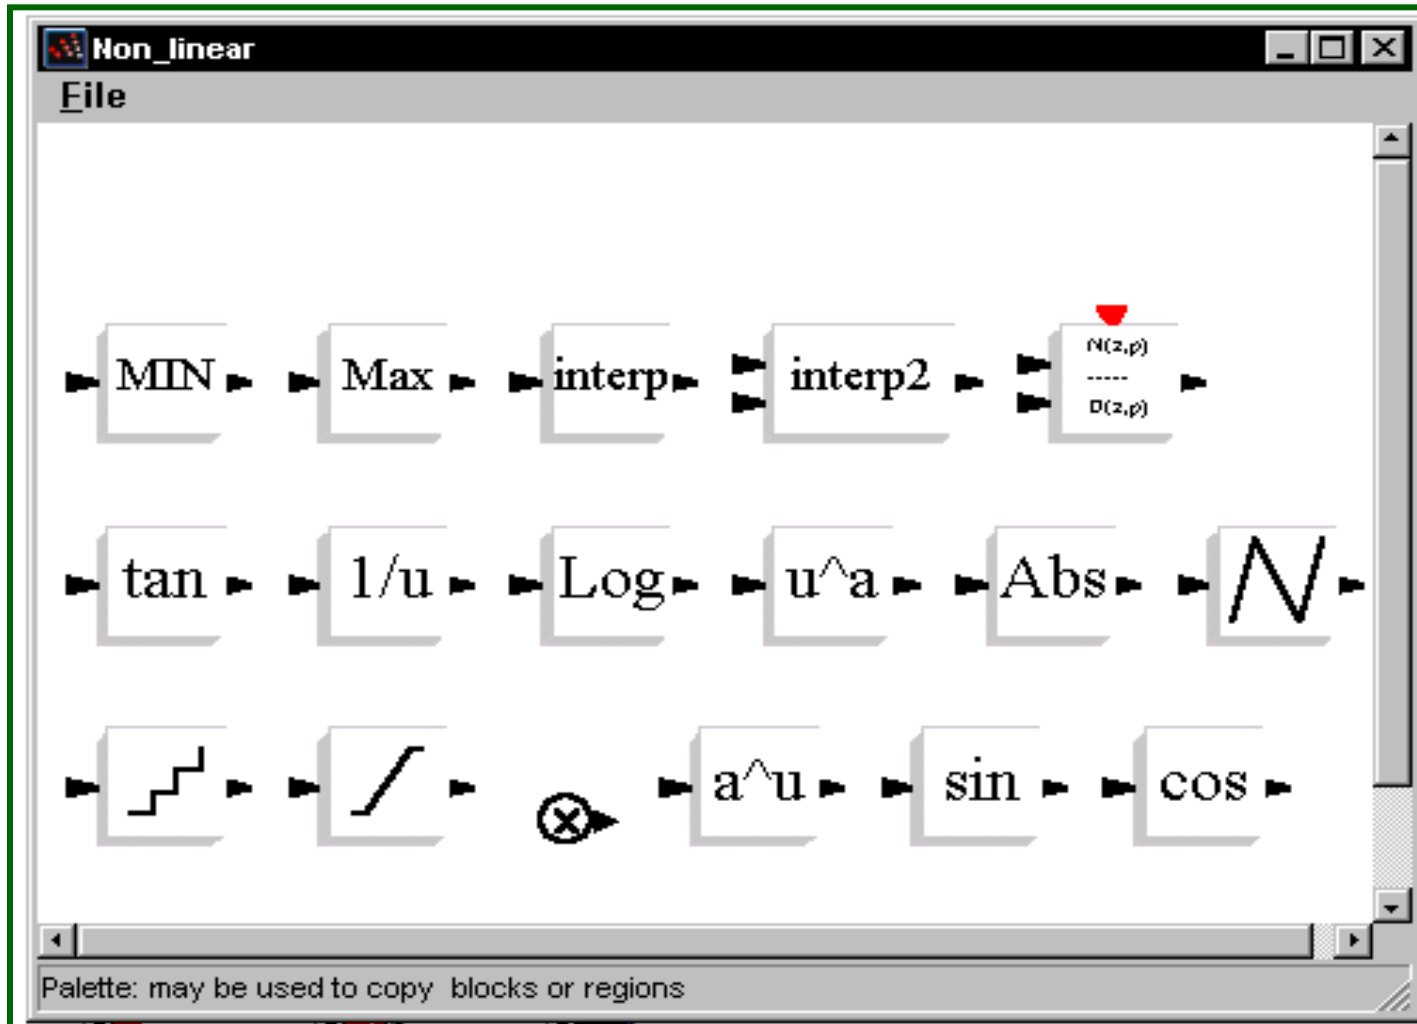 Non_linear
File
MIN Max interp interp2 N(z,p)
-----
D(z,p)
tan 1/u Log u^a Abs
a^u sin cos
Palette: may be used to copy  blocks or regions